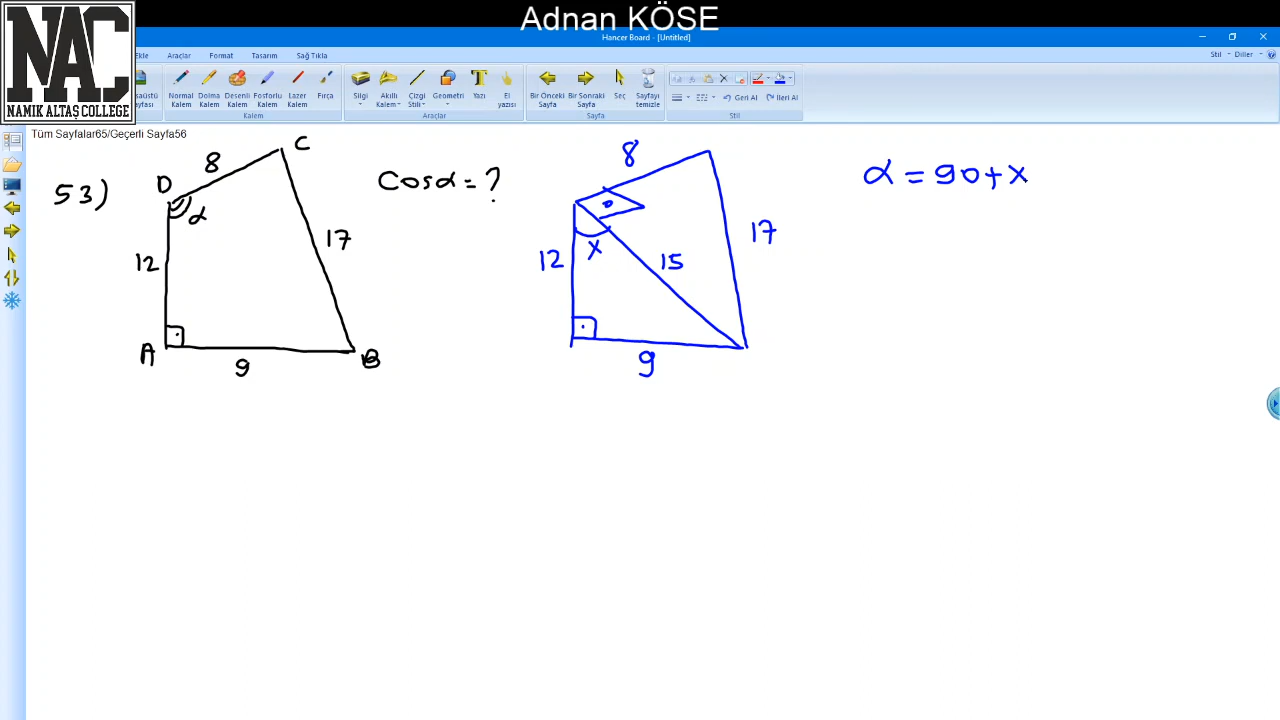 Adnan KÖSE
NAC
NAMIK ALTAŞ COLLEGE
Hancer Board - [Untitled]
Ekle Araçlar Format Tasarım Sağ Tıkla
Stil Diller
Normal Kalem
Dolma Kalem
Desenli Kalem
Fosforlu Kalem
Lazer Kalem
Fırça
Kalem
Silgi
Akıllı Kalem
Çizgi Stili
Geometri
Yazı
El yazısı
Araçlar
Bir Önceki Sayfa
Bir Sonraki Sayfa
Seç
Sayfayı temizle
Sayfa
Geri Al
İleri Al
Stil
Tüm Sayfalar65/Geçerli Sayfa56
53)
D
8
C
α
12
17
A
9
B
cosα = ?
8
12
x
15
17
9
α = 90+x